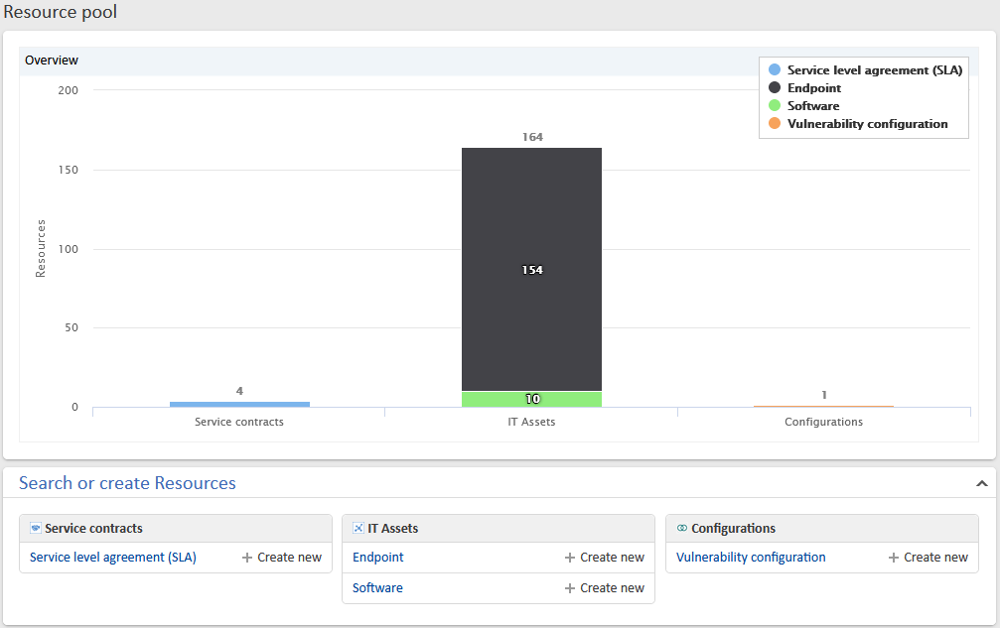 Resource pool
Overview
Service level agreement (SLA)
Endpoint
Software
Vulnerability configuration
200
150
100
50
0
Resources
4
164
154
10
1
Service contracts
IT Assets
Configurations
Search or create Resources
Service contracts
Service level agreement (SLA) + Create new
IT Assets
Endpoint + Create new
Software + Create new
Configurations
Vulnerability configuration + Create new